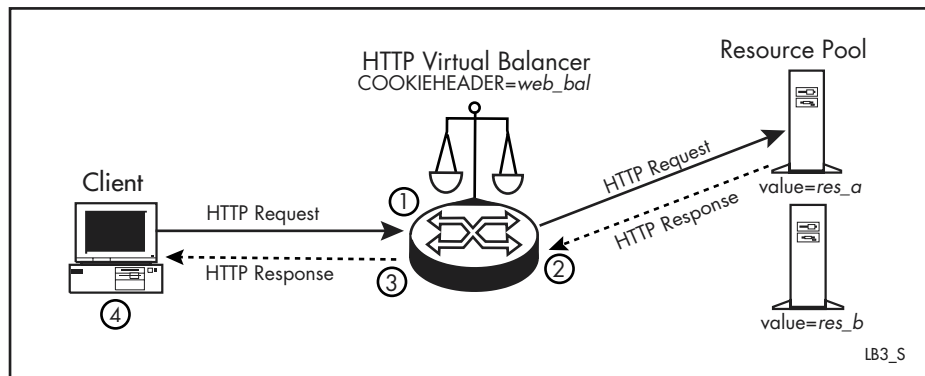 HTTP Virtual Balancer
COOKIEHEADER=web_bal
Resource Pool
Client
HTTP Request
HTTP Response
HTTP Request
HTTP Response
value=res_a
value=res_b
1
2
3
4
LB3_S